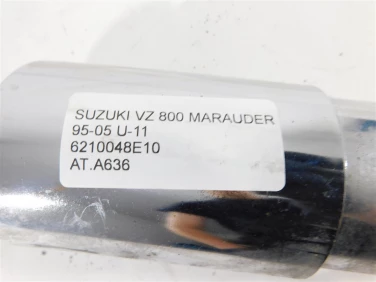 SUZUKI VZ 800 MARAUDER
95-05 U-11
6210048E10
AT.A636